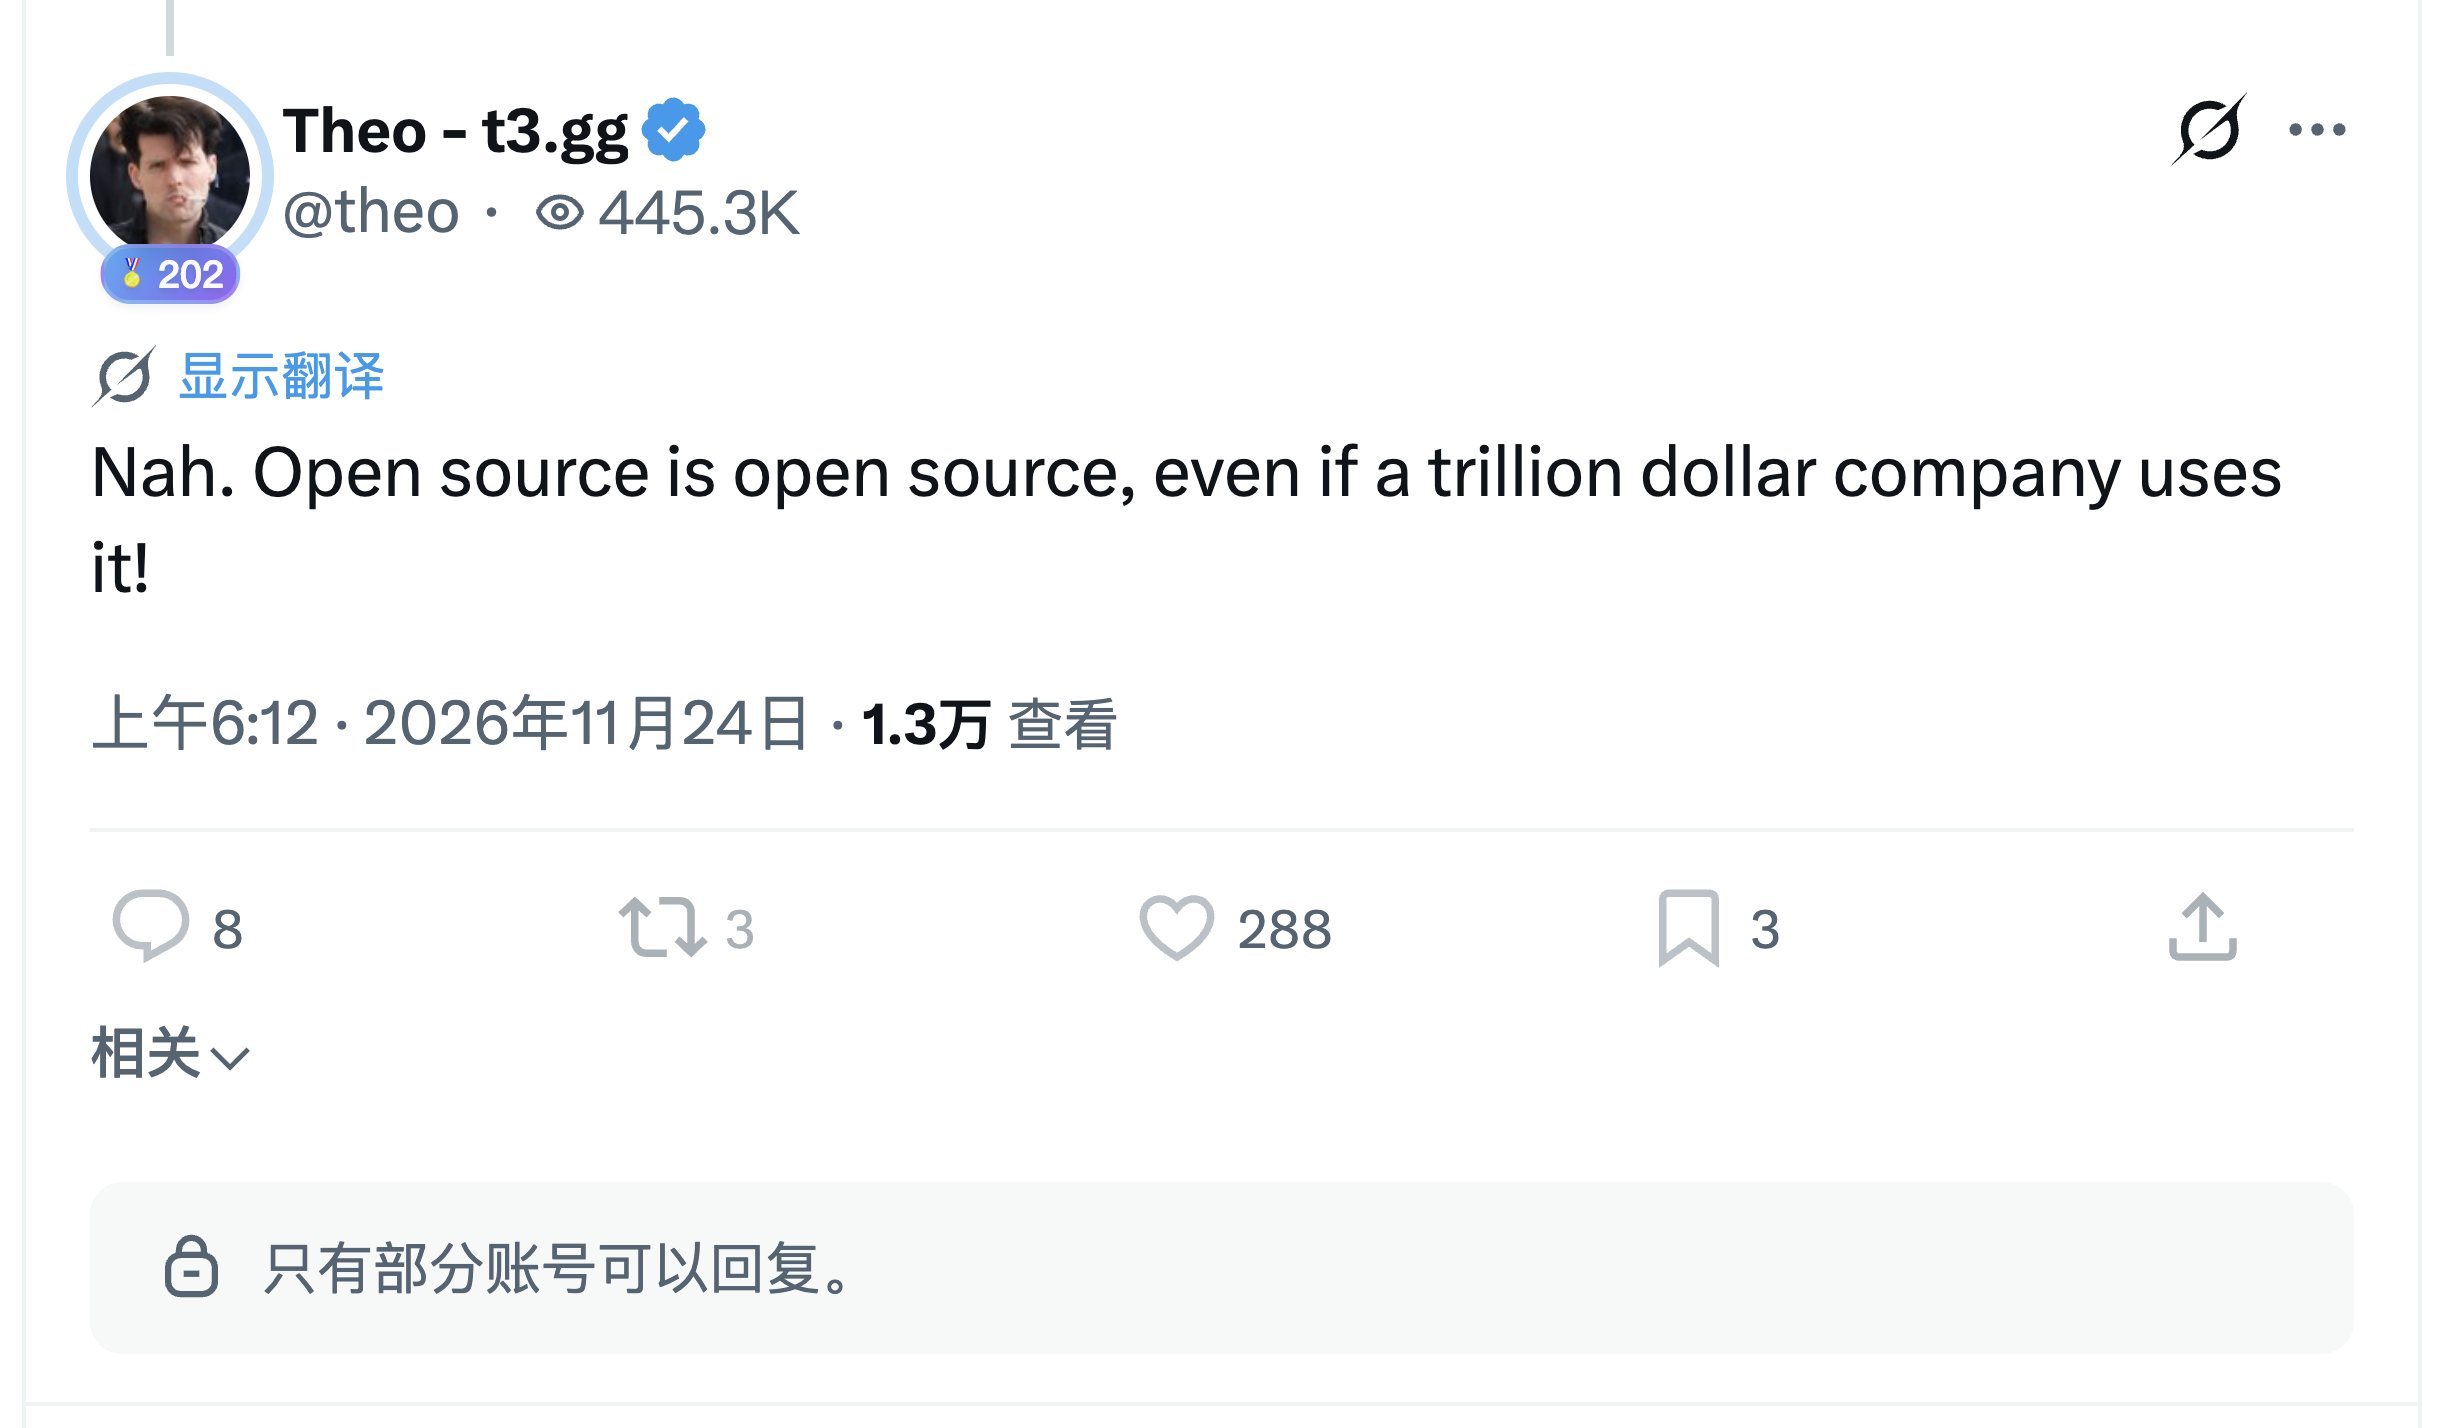 Theo - t3.gg
@theo · 445.3K
202
显示翻译
Nah. Open source is open source, even if a trillion dollar company uses
it!
上午6:12 · 2026年11月24日 · 1.3万 查看
8 3 288 3
相关
只有部分账号可以回复。